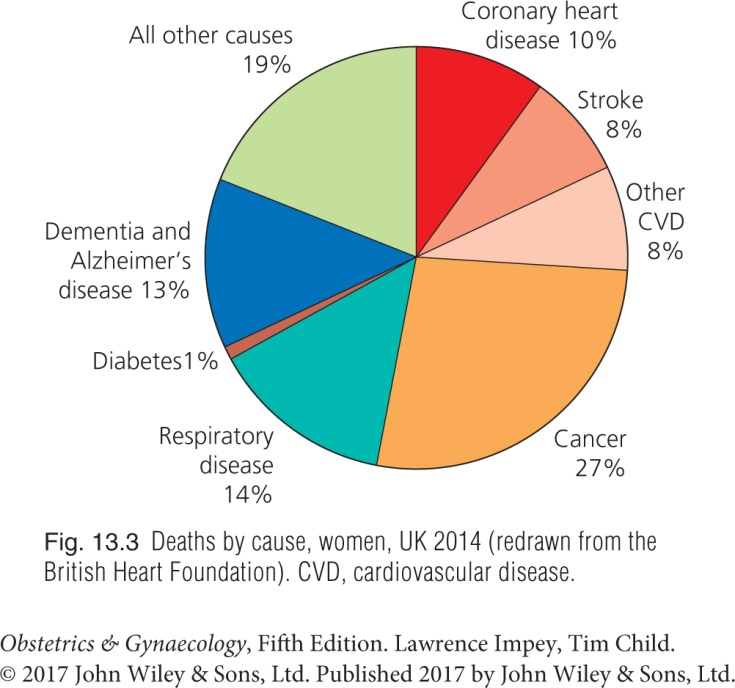 Coronary heart
disease 10%
All other causes
19%
Stroke
8%
Other
CVD
8%
Dementia and
Alzheimer’s
disease 13%
Diabetes1%
Respiratory
disease
14%
Cancer
27%
Fig. 13.3 Deaths by cause, women, UK 2014 (redrawn from the
British Heart Foundation). CVD, cardiovascular disease.
Obstetrics & Gynaecology, Fifth Edition. Lawrence Impey, Tim Child.
© 2017 John Wiley & Sons, Ltd. Published 2017 by John Wiley & Sons, Ltd.